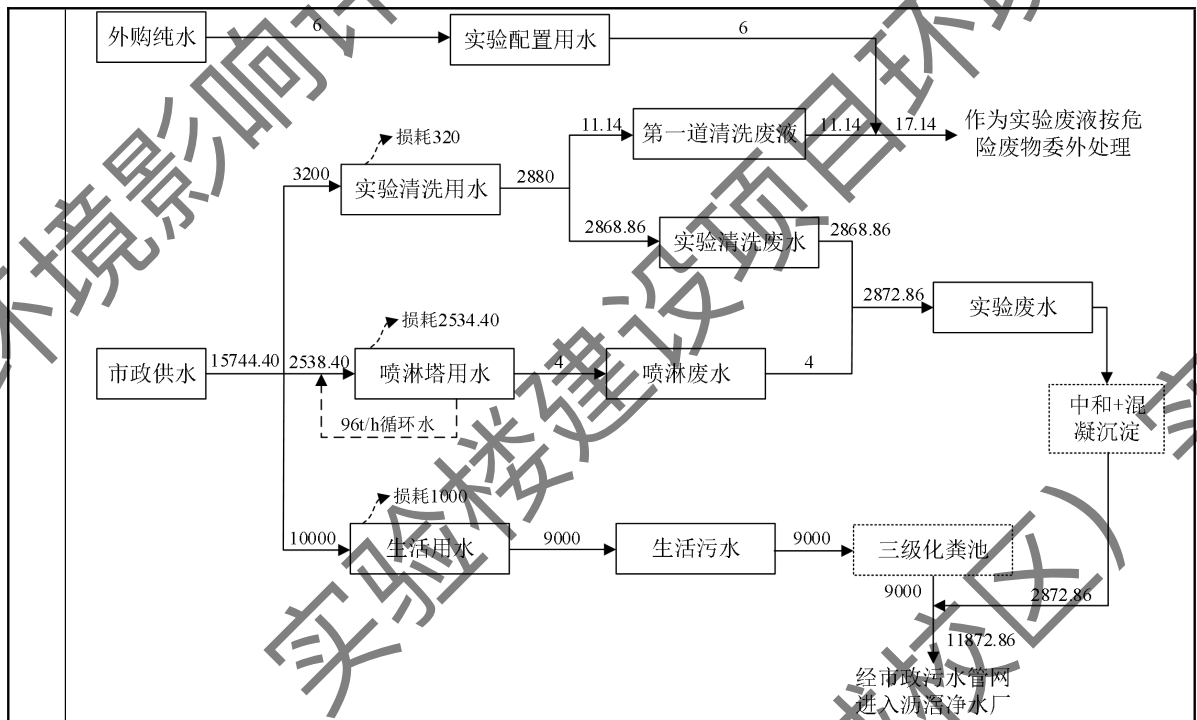 外购纯水
6
实验配置用水
6
第一道清洗废液
11.14
11.14
17.14
作为实验废液按危
险废物委外处理
损耗320
3200
实验清洗用水
2880
2868.86
实验清洗废水
2868.86
2872.86
实验废水
损耗2534.40
市政供水
15744.40
2538.40
喷淋塔用水
4
喷淋废水
4
96t/h循环水
中和+混
凝沉淀
损耗1000
10000
生活用水
9000
生活污水
9000
三级化粪池
9000
2872.86
11872.86
经市政污水管网
进入沥滘净水厂
环境影响
实验楼建设项目环
校区）
实